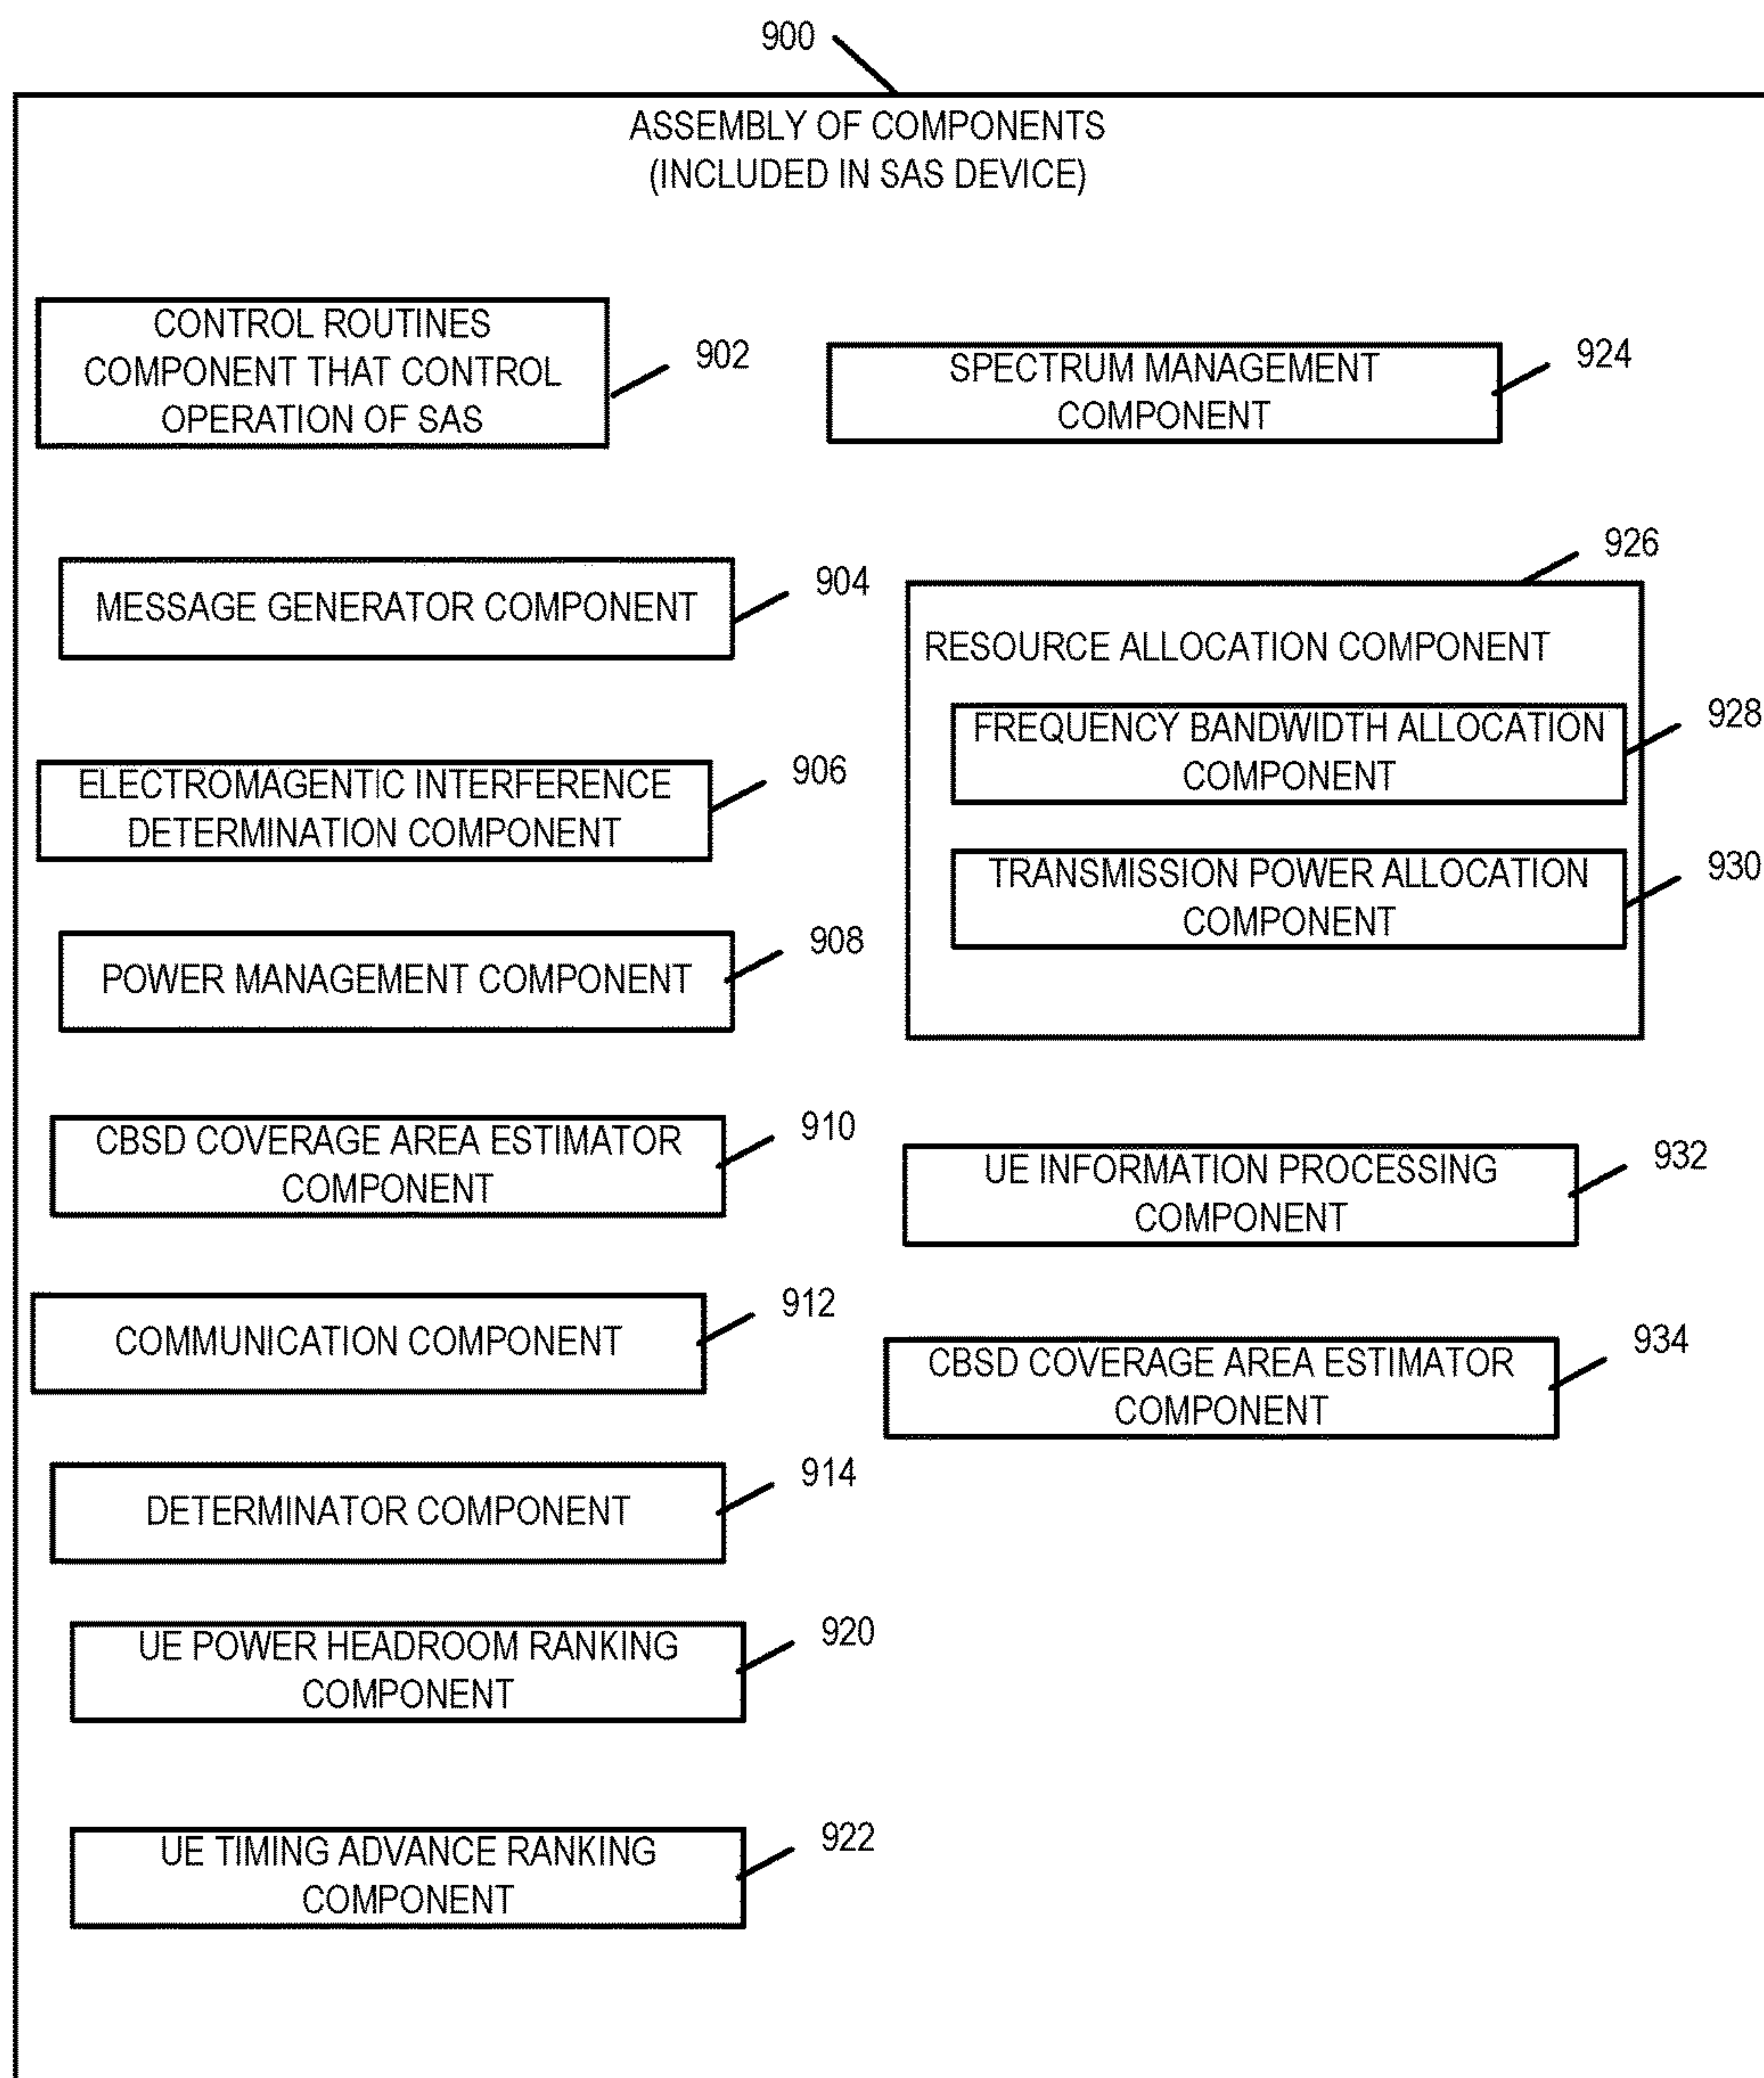 900
ASSEMBLY OF COMPONENTS
(INCLUDED IN SAS DEVICE)
CONTROL ROUTINES
COMPONENT THAT CONTROL
OPERATION OF SAS
902
MESSAGE GENERATOR COMPONENT
904
ELECTROMAGENTIC INTERFERENCE
DETERMINATION COMPONENT
906
POWER MANAGEMENT COMPONENT
908
CBSD COVERAGE AREA ESTIMATOR
COMPONENT
910
COMMUNICATION COMPONENT
912
DETERMINATOR COMPONENT
914
UE POWER HEADROOM RANKING
COMPONENT
920
UE TIMING ADVANCE RANKING
COMPONENT
922
SPECTRUM MANAGEMENT
COMPONENT
924
926
RESOURCE ALLOCATION COMPONENT
FREQUENCY BANDWIDTH ALLOCATION
COMPONENT
928
TRANSMISSION POWER ALLOCATION
COMPONENT
930
UE INFORMATION PROCESSING
COMPONENT
932
CBSD COVERAGE AREA ESTIMATOR
COMPONENT
934